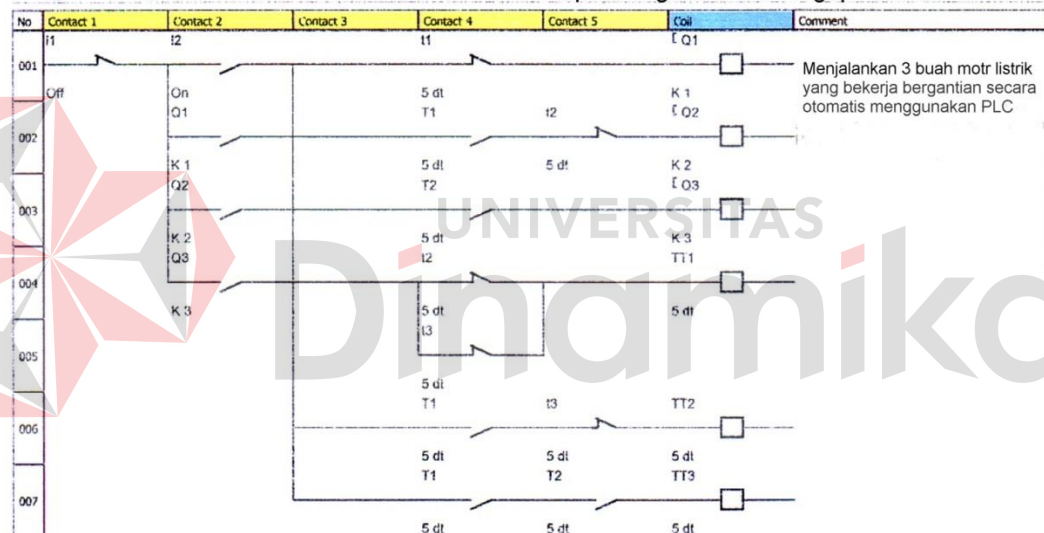 No Contact 1 Contact 2 Contact 3 Contact 4 Contact 5 Coil Comment
i1 I2 t1 [ Q1
001
Off On 5 dt K 1
Menjalankan 3 buah motr listrik
yang bekerja bergantian secara
otomatis menggunakan PLC
Q1 T1 t2 [ Q2
002
K 1 5 dt 5 dt K 2
Q2 T2 [ Q3
003
K 2 5 dt K 3
Q3 t2 TT1
004
K 3 5 dt 5 dt
t3
005
5 dt
T1 t3 TT2
006
5 dt 5 dt 5 dt
T1 T2 TT3
007
5 dt 5 dt 5 dt
UNIVERSITAS
Dinamika